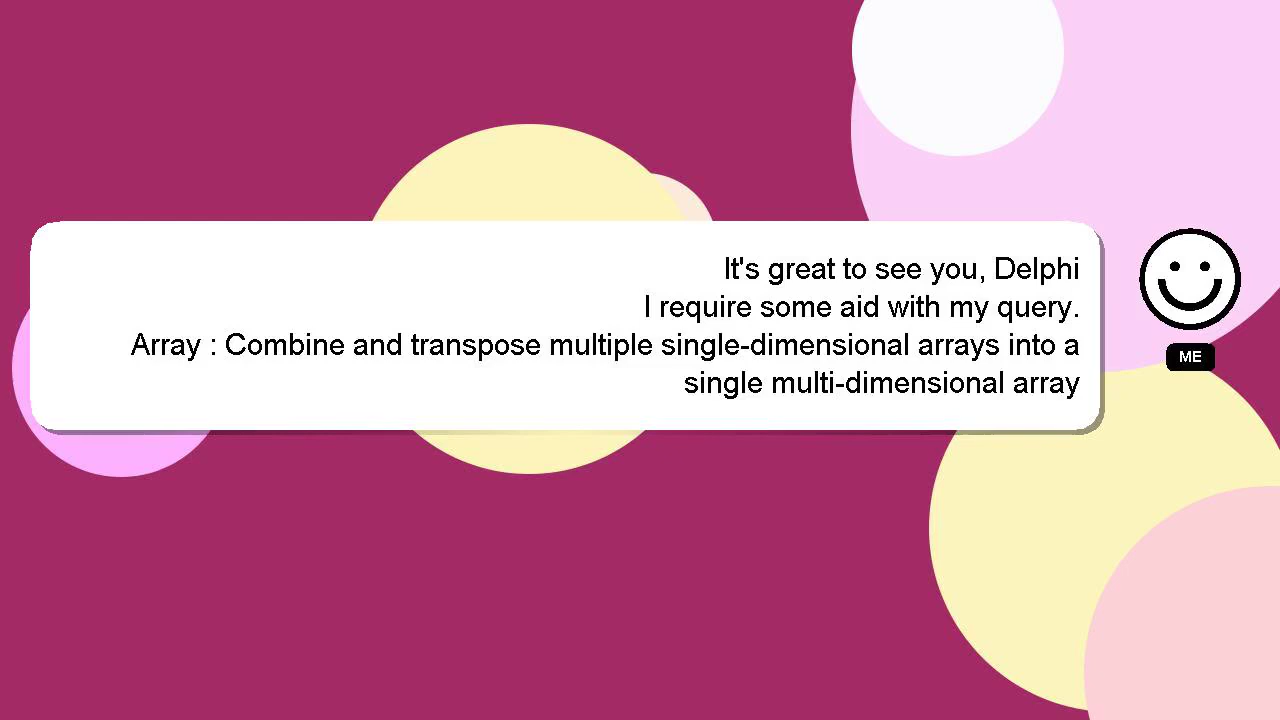 It's great to see you, Delphi
I require some aid with my query.
Array : Combine and transpose multiple single-dimensional arrays into a
single multi-dimensional array
ME